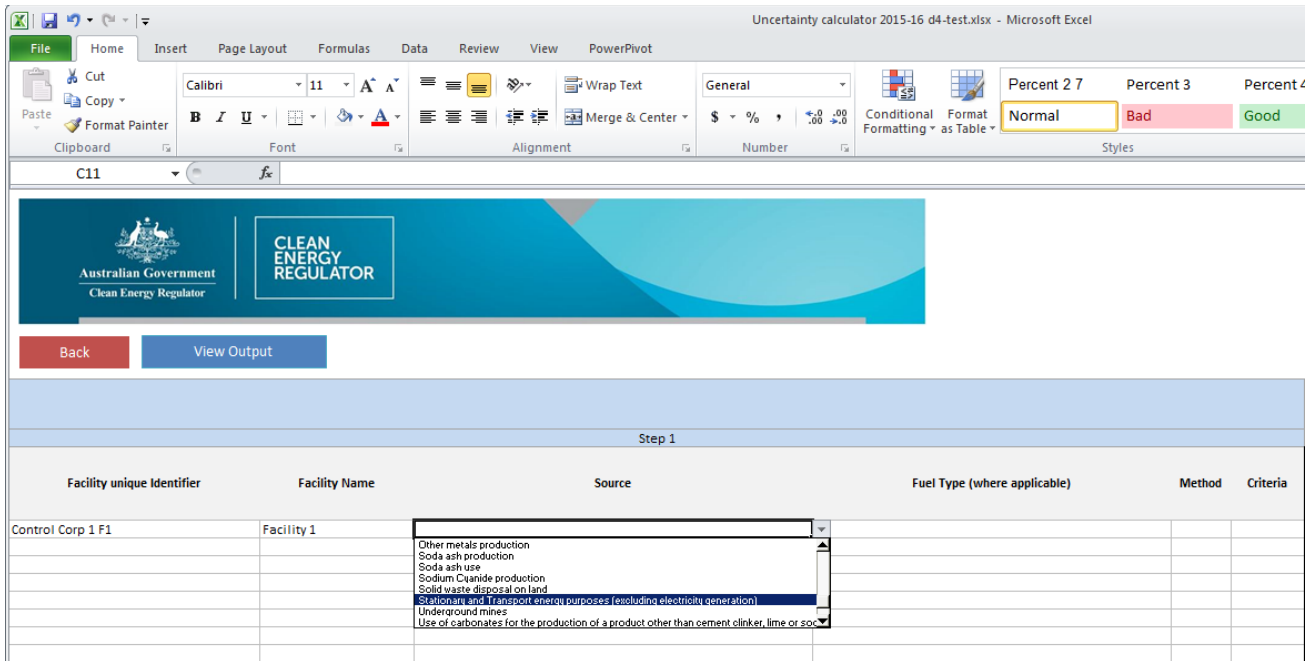 Uncertainty calculator 2015-16 d4-test.xlsx - Microsoft Excel
File Home Insert Page Layout Formulas Data Review View PowerPivot
Cut
Copy
Format Painter
Paste
Clipboard
Calibri 11 A A
B I U A
Font
Wrap Text
Merge & Center
Alignment
General
$ % , .0 .00 .00 .0
Number
Conditional Formatting
Format as Table
Percent 2 7 Percent 3 Percent 4
Normal Bad Good
Styles
C11 fx
Australian Government
Clean Energy Regulator
CLEAN
ENERGY
REGULATOR
Back View Output
Step 1
Facility unique Identifier Facility Name Source Fuel Type (where applicable) Method Criteria
Control Corp 1 F1 Facility 1
Other metals production
Soda ash production
Soda ash use
Sodium Cyanide production
Solid waste disposal on land
Stationary and Transport energy purposes (excluding electricity generation)
Underground mines
Use of carbonates for the production of a product other than cement clinker, lime or soc